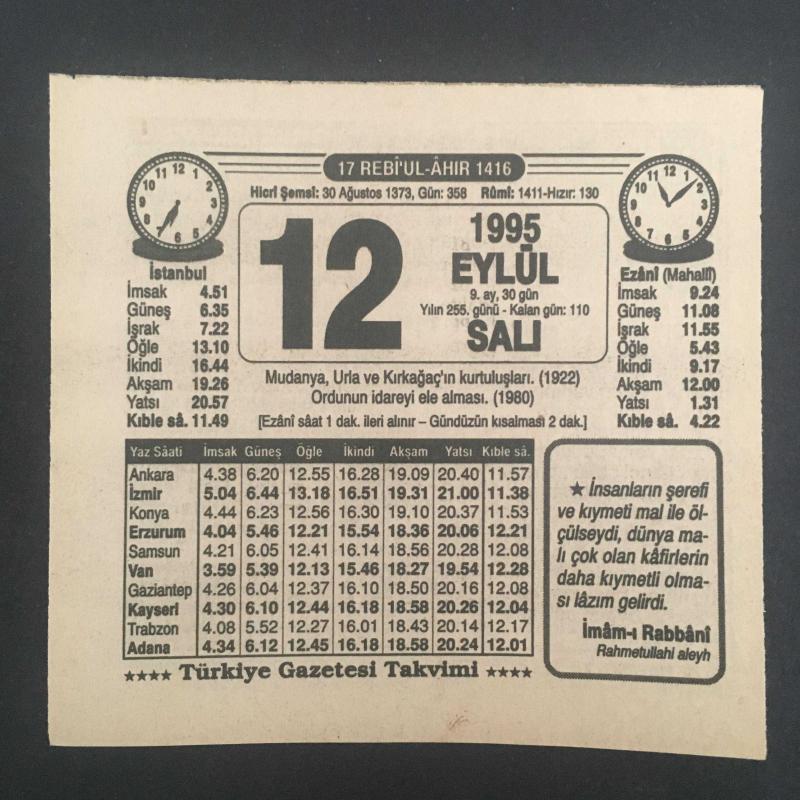 17 REBÎ'UL-ÂHIR 1416
Hicrî Şemsî: 30 Ağustos 1373, Gün: 358 Rûmî: 1411-Hızır: 130
12
1995
EYLÜL
9. ay, 30 gün
Yılın 255. günü - Kalan gün: 110
SALI
İstanbul
İmsak 4.51
Güneş 6.35
İşrak 7.22
Öğle 13.10
İkindi 16.44
Akşam 19.26
Yatsı 20.57
Kıble sâ. 11.49
Ezânî (Mahallî)
İmsak 9.24
Güneş 11.08
İşrak 11.55
Öğle 5.43
İkindi 9.17
Akşam 12.00
Yatsı 1.31
Kıble sâ. 4.22
Mudanya, Urla ve Kırkağaç'ın kurtuluşları. (1922)
Ordunun idareyi ele alması. (1980)
[Ezânî sâat 1 dak. ileri alınır – Gündüzün kısalması 2 dak.]
Yaz Sâati İmsak Güneş Öğle İkindi Akşam Yatsı Kıble sâ.
Ankara 4.38 6.20 12.55 16.28 19.09 20.40 11.57
İzmir 5.04 6.44 13.18 16.51 19.31 21.00 11.38
Konya 4.44 6.23 12.56 16.30 19.10 20.37 11.53
Erzurum 4.04 5.46 12.21 15.54 18.36 20.06 12.21
Samsun 4.21 6.05 12.41 16.14 18.56 20.28 12.08
Van 3.59 5.39 12.13 15.46 18.27 19.54 12.28
Gaziantep 4.26 6.04 12.37 16.10 18.50 20.16 12.08
Kayseri 4.30 6.10 12.44 16.18 18.58 20.26 12.04
Trabzon 4.08 5.52 12.27 16.01 18.43 20.14 12.17
Adana 4.34 6.12 12.45 16.18 18.58 20.24 12.01
★ İnsanların şerefi
ve kıymeti mal ile öl-
çülseydi, dünya ma-
lı çok olan kâfirlerin
daha kıymetli olma-
sı lâzım gelirdi.
İmâm-ı Rabbânî
Rahmetullahi aleyh
★★★★ Türkiye Gazetesi Takvimi ★★★★